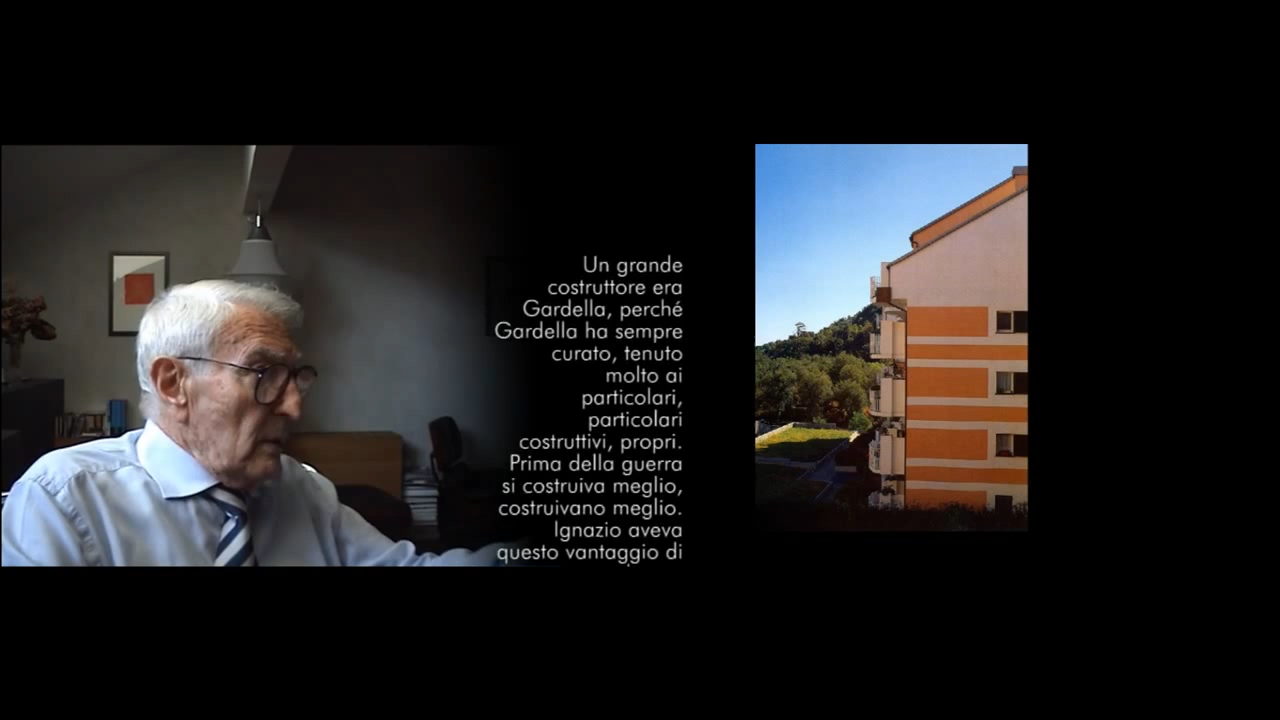 Un grande
costruttore era
Gardella, perché
Gardella ha sempre
curato, tenuto
molto ai
particolari,
particolari
costruttivi, propri.
Prima della guerra
si costruiva meglio,
costruivano meglio.
Ignazio aveva
questo vantaggio di